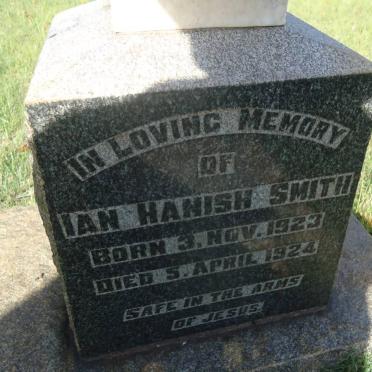 IN LOVING MEMORY
OF
IAN HAMISH SMITH
BORN 3. NOV. 1923
DIED 5. APRIL. 1924
SAFE IN THE ARMS
OF JESUS.